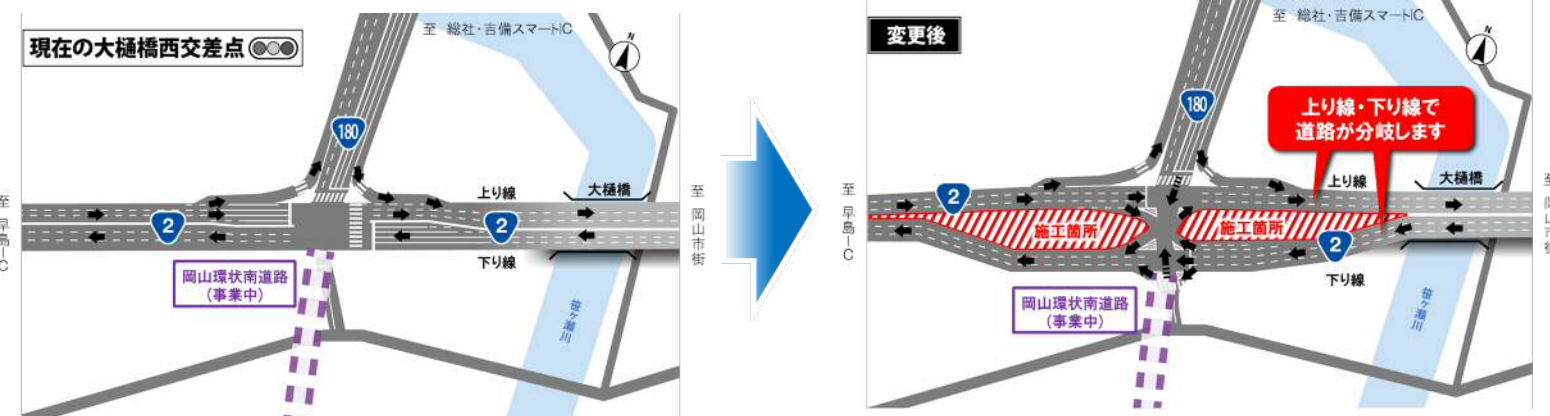 現在の大樋橋西交差点
至 総社・吉備スマートIC
N
180
上り線
大樋橋
至 早島IC
2
2
至 岡山市街
下り線
岡山環状南道路
(事業中)
笹ヶ瀬川
変更後
至 総社・吉備スマートIC
N
180
上り線・下り線で
道路が分岐します
上り線
大樋橋
至 早島IC
2
施工箇所
施工箇所
2
至 岡山市街
下り線
岡山環状南道路
(事業中)
笹ヶ瀬川